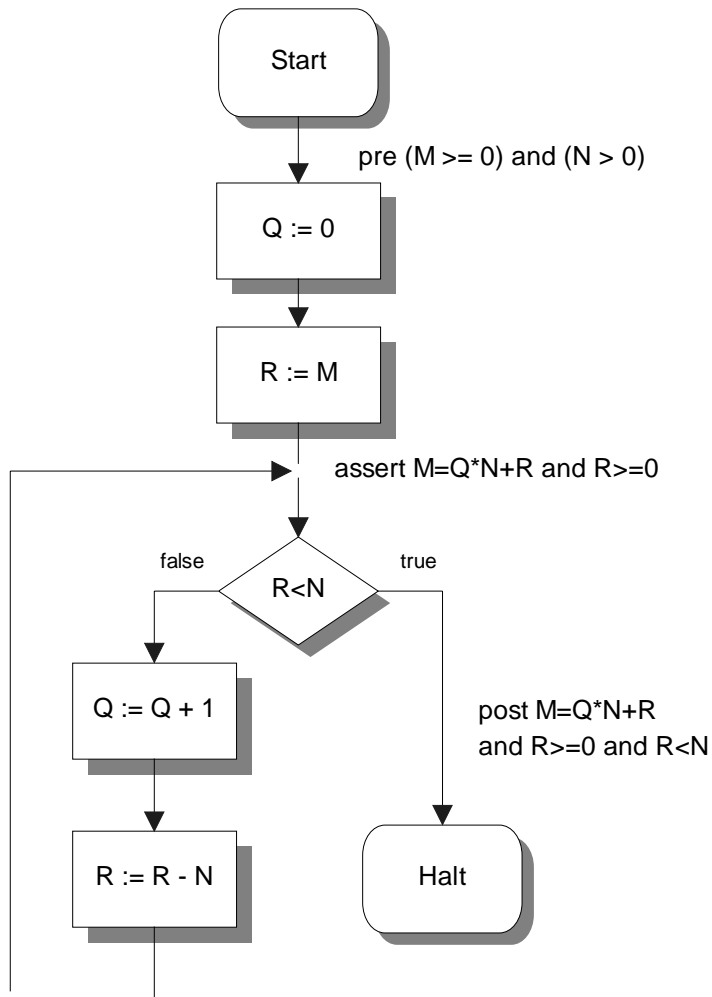 Start
pre (M >= 0) and (N > 0)
Q := 0
R := M
assert M=Q*N+R and R>=0
false
true
R<N
Q := Q + 1
post M=Q*N+R
and R>=0 and R<N
R := R - N
Halt